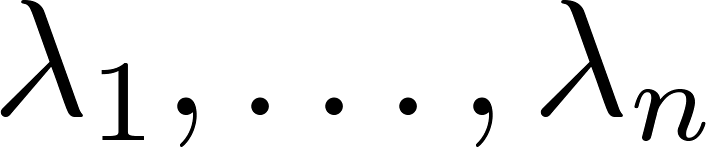 λ₁, . . . , λₙ